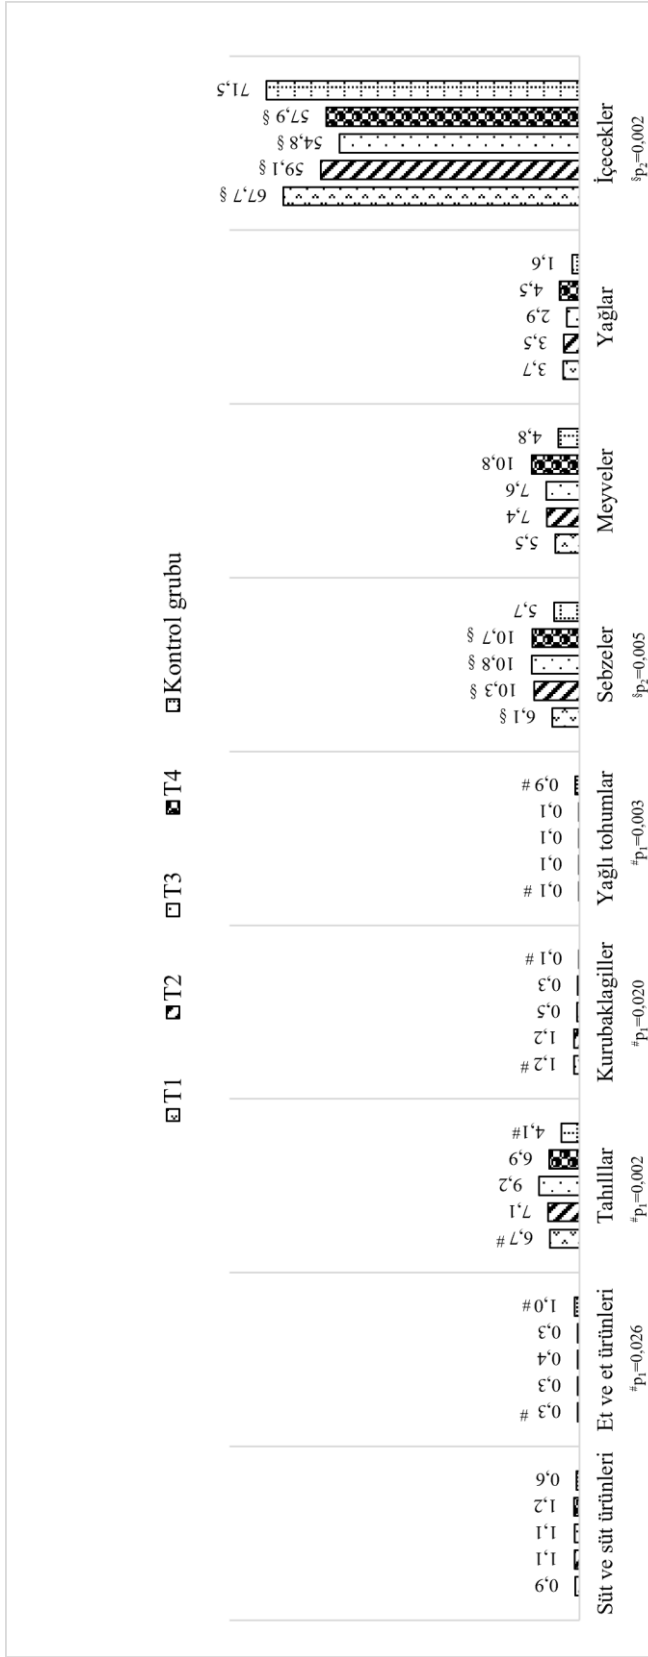 T1
T2
T3
T4
Kontrol grubu
0,9
1,1
1,1
1,2
0,6
0,3 #
0,3
0,4
0,3
1,0 #
6,7 #
7,1
9,2
6,9
4,1#
1,2 #
1,2
0,5
0,3
0,1 #
0,1 #
0,1
0,1
0,1
0,9 #
6,1 §
10,3 §
10,8 §
10,7 §
5,7
5,5
7,4
7,6
10,8
4,8
3,7
3,5
2,9
4,5
1,6
67,7 §
59,1 §
54,8 §
57,9 §
71,5
Süt ve süt ürünleri
Et ve et ürünleri
Tahılllar
Kurubaklagiller
Yağlı tohumlar
Sebzeler
Meyveler
Yağlar
İçecekler
#p1=0,026
#p1=0,002
#p1=0,020
#p1=0,003
§p2=0,005
§p2=0,002